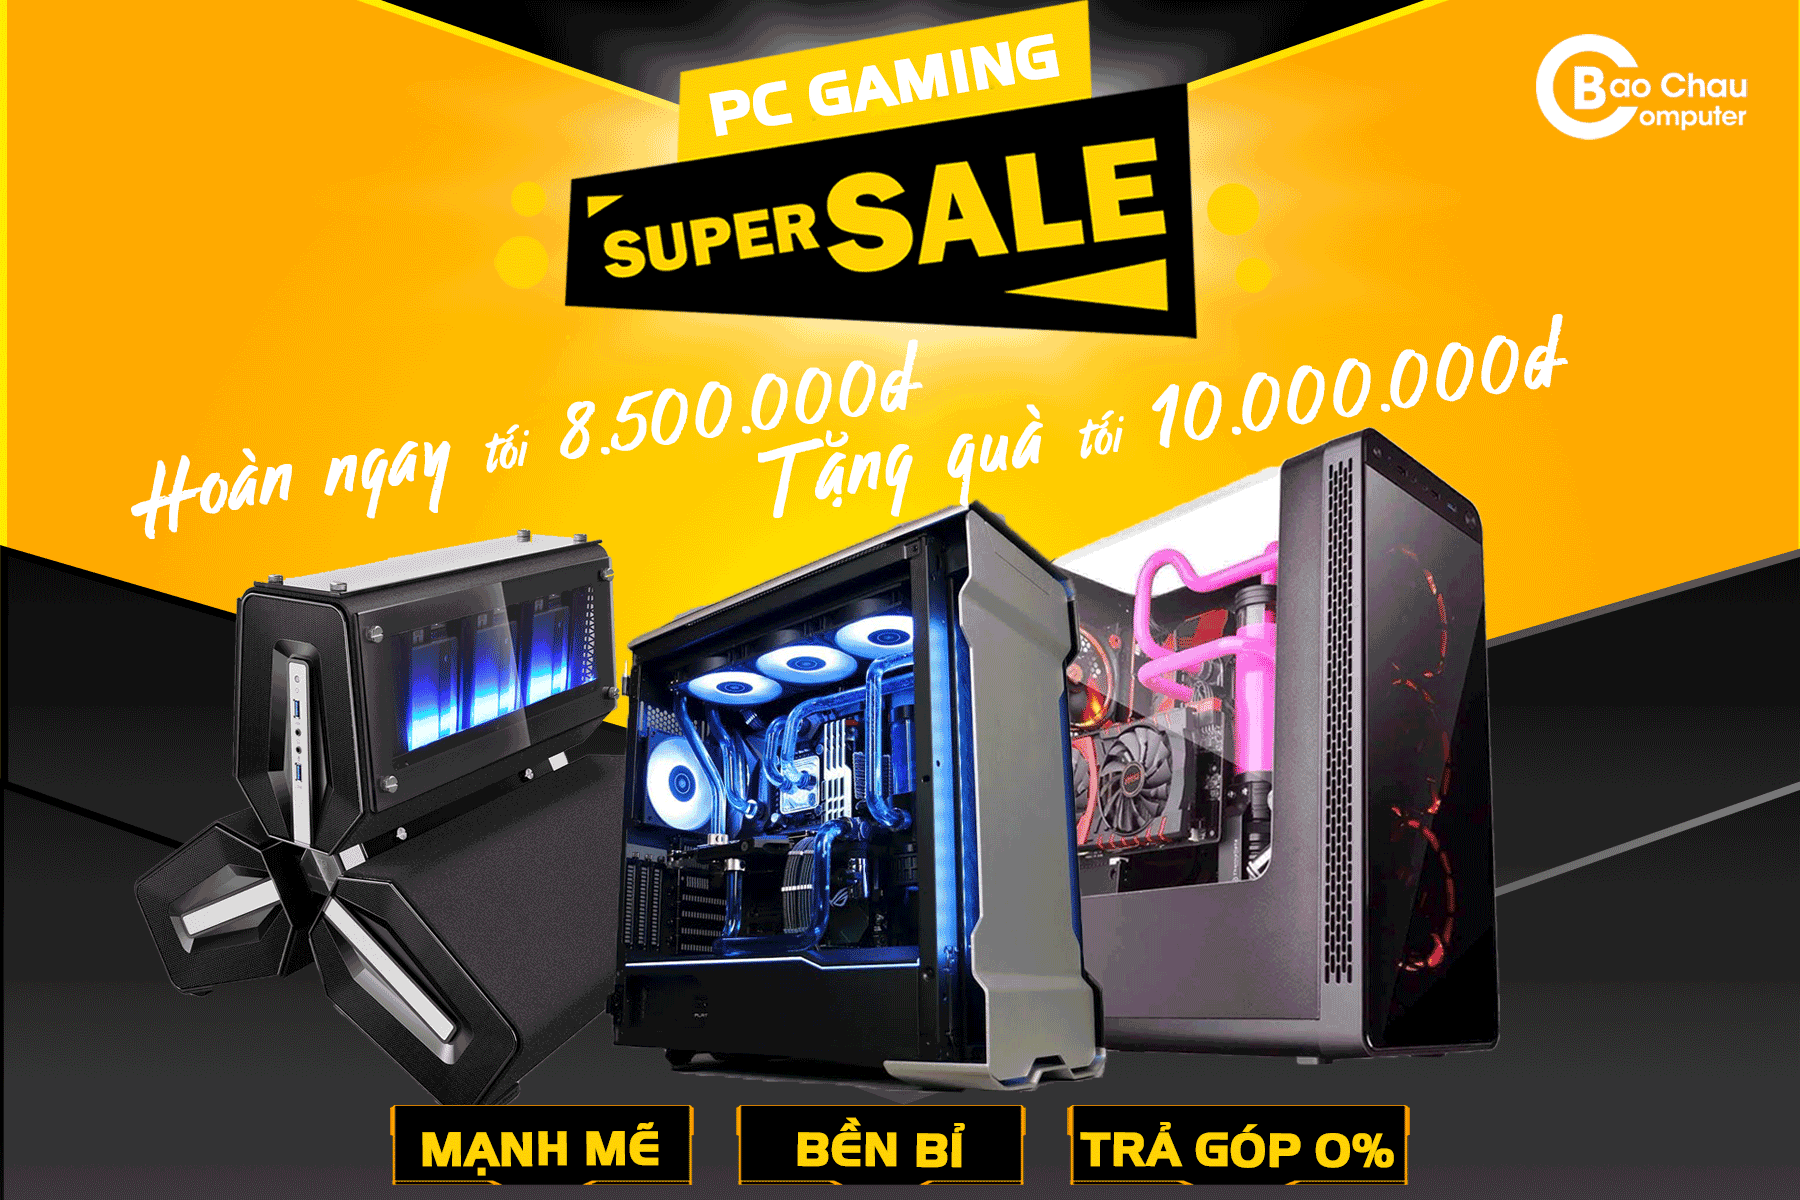 PC GAMING
SUPER SALE
Bao Chau
Computer
Hoàn ngay tới 8.500.000đ
Tặng quà tới 10.000.000đ
MẠNH MẼ
BỀN BỈ
TRẢ GÓP 0%